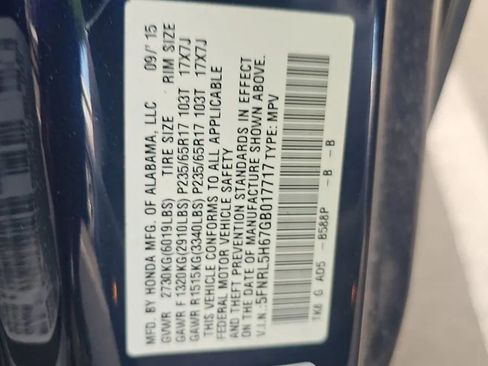 MFD. BY HONDA MFG. OF ALABAMA, LLC 09/'15
GVWR 2730KG(6019LBS) TIRE SIZE RIM SIZE
GAWR F 1320KG(2910LBS) P235/65R17 103T 17X7J
GAWR R1515KG(3340LBS) P235/65R17 103T 17X7J
THIS VEHICLE CONFORMS TO ALL APPLICABLE
FEDERAL MOTOR VEHICLE SAFETY
AND THEFT PREVENTION STANDARDS IN EFFECT
ON THE DATE OF MANUFACTURE SHOWN ABOVE.
V.I.N.:5FNRL5H67GB017717 TYPE: MPV
TK8 G AD5 -B588P -B -B